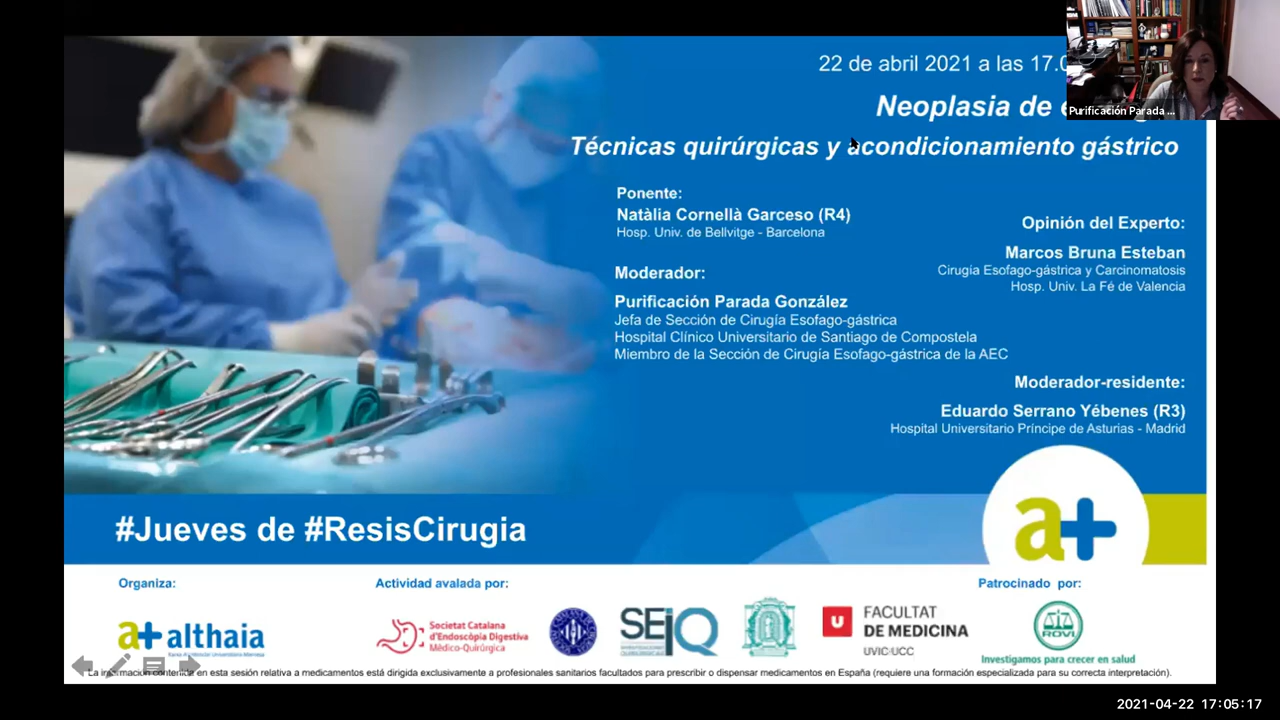 22 de abril 2021 a las 17.0
Neoplasia de
Técnicas quirúrgicas y acondicionamiento gástrico
Purificación Parada ...
Ponente:
Natàlia Cornellà Garceso (R4)
Hosp. Univ. de Bellvitge - Barcelona
Opinión del Experto:
Marcos Bruna Esteban
Cirugía Esofago-gástrica y Carcinomatosis
Hosp. Univ. La Fé de Valencia
Moderador:
Purificación Parada González
Jefa de Sección de Cirugía Esofago-gástrica
Hospital Clínico Universitario de Santiago de Compostela
Miembro de la Sección de Cirugía Esofago-gástrica de la AEC
Moderador-residente:
Eduardo Serrano Yébenes (R3)
Hospital Universitario Príncipe de Asturias - Madrid
a+
#Jueves de #ResisCirugia
Organiza:
Actividad avalada por:
Patrocinado por:
a+ althaia
Societat Catalana
d'Endoscòpia Digestiva
Mèdico-Quirúrgica
SEIQ
U
FACULTAT
DE MEDICINA
UVIC·UCC
ROVI
Investigamos para crecer en salud
La información contenida en esta sesión relativa a medicamentos está dirigida exclusivamente a profesionales sanitarios facultados para prescribir o dispensar medicamentos en España (requiere una formación especializada para su correcta interpretación).
2021-04-22 17:05:17